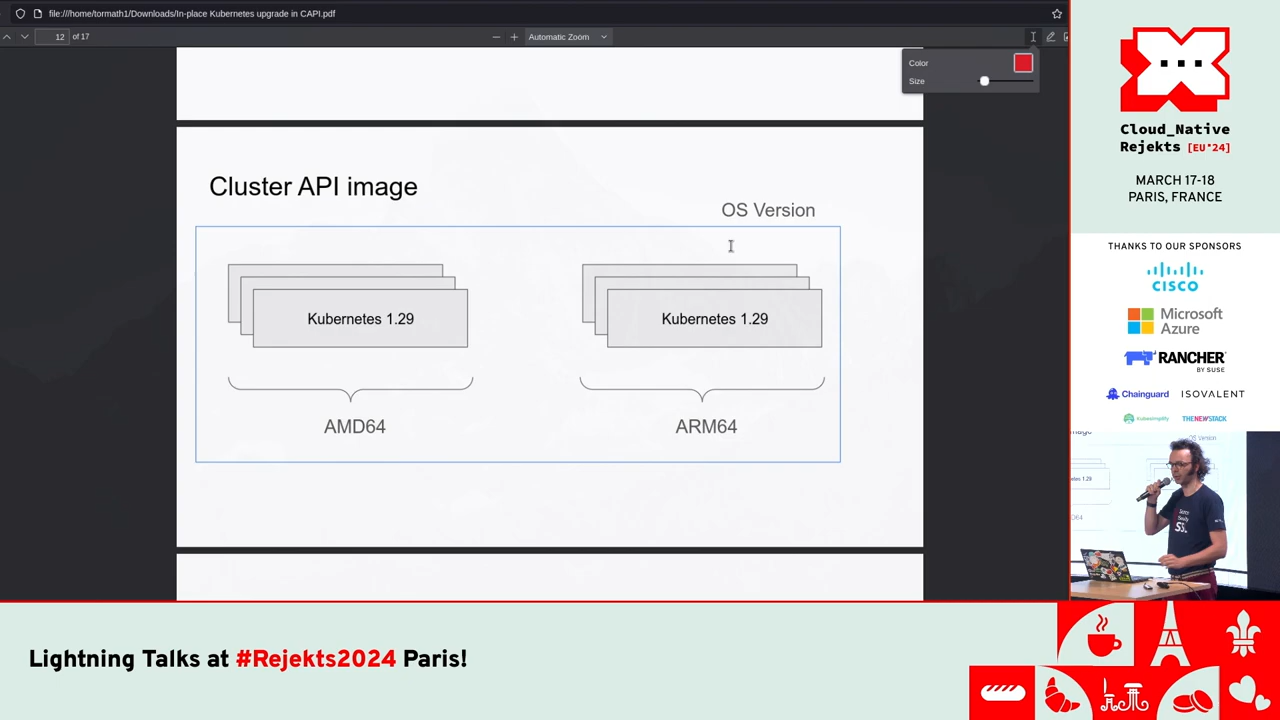 file:///home/tormath1/Downloads/In-place Kubernetes upgrade in CAPI.pdf
12 of 17
Automatic Zoom
Color
Size
Cluster API image
OS Version
Kubernetes 1.29
Kubernetes 1.29
AMD64
ARM64
Cloud_Native
Rejekts [EU'24]
MARCH 17-18
PARIS, FRANCE
THANKS TO OUR SPONSORS
CISCO
Microsoft
Azure
RANCHER
BY SUSE
Chainguard
ISOVALENT
kubesimplify
THENEWSTACK
OS Version
Lightning Talks at #Rejekts2024 Paris!